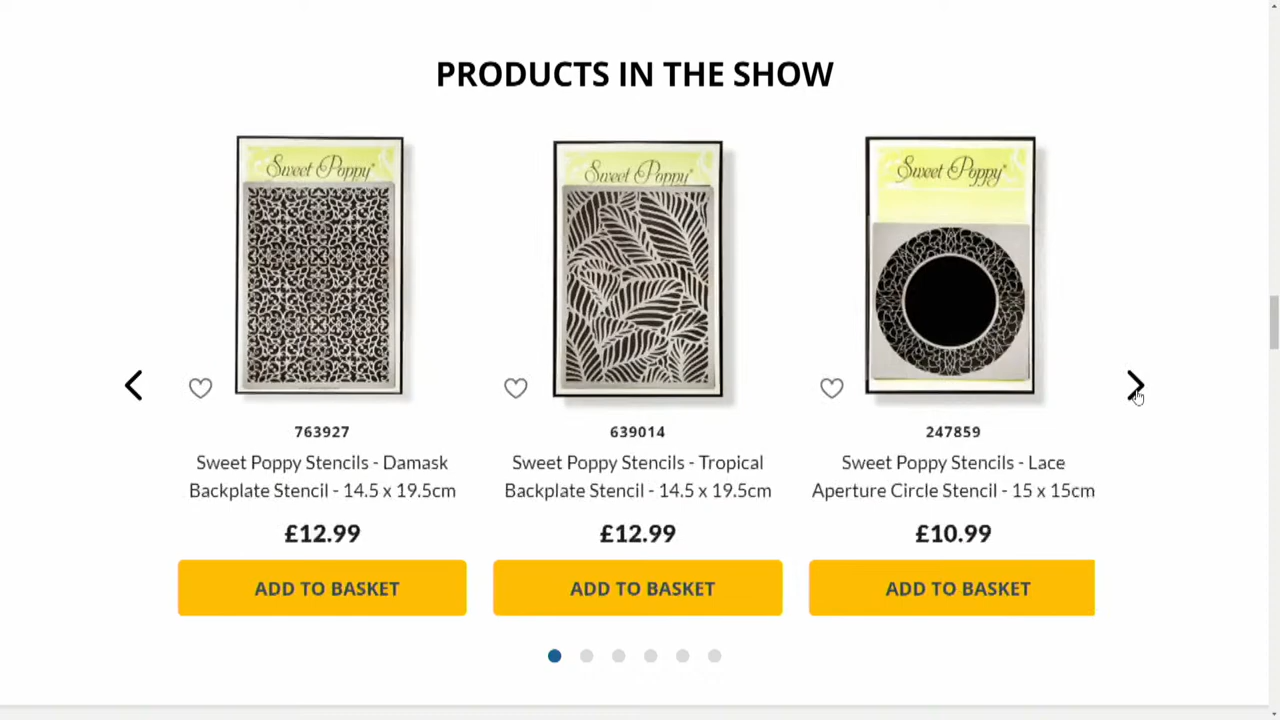 PRODUCTS IN THE SHOW
Sweet Poppy®
Sweet Poppy®
Sweet Poppy®
763927
Sweet Poppy Stencils - Damask
Backplate Stencil - 14.5 x 19.5cm
£12.99
ADD TO BASKET
639014
Sweet Poppy Stencils - Tropical
Backplate Stencil - 14.5 x 19.5cm
£12.99
ADD TO BASKET
247859
Sweet Poppy Stencils - Lace
Aperture Circle Stencil - 15 x 15cm
£10.99
ADD TO BASKET